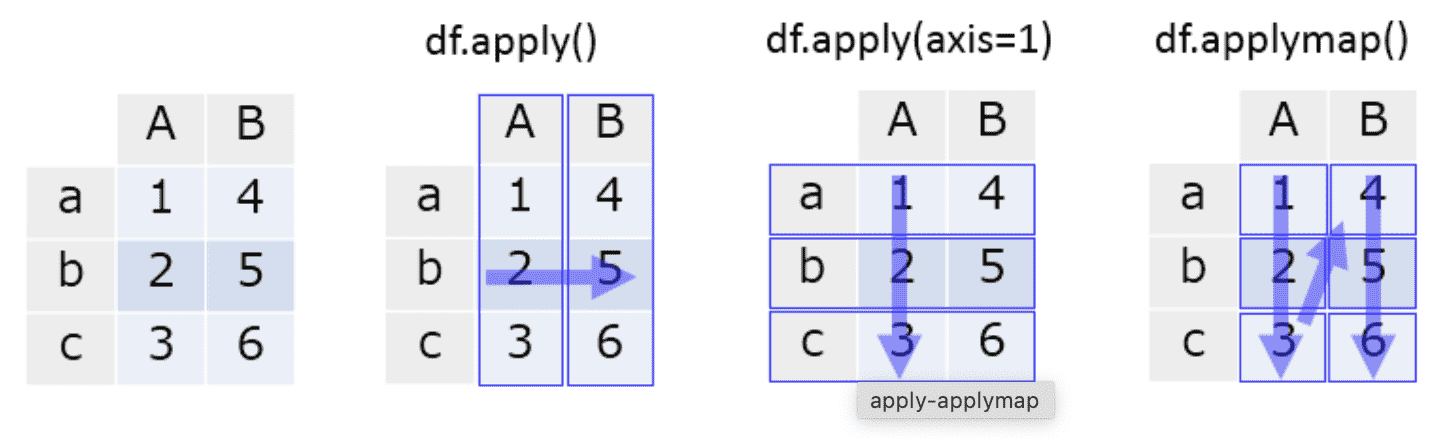 df.apply() df.apply(axis=1) df.applymap()
A B A B A B A B
a 1 4 a 1 4 a 1 4 a 1 4
b 2 5 b 2 5 b 2 5 b 2 5
c 3 6 c 3 6 c 3 6 c 3 6
apply-applymap